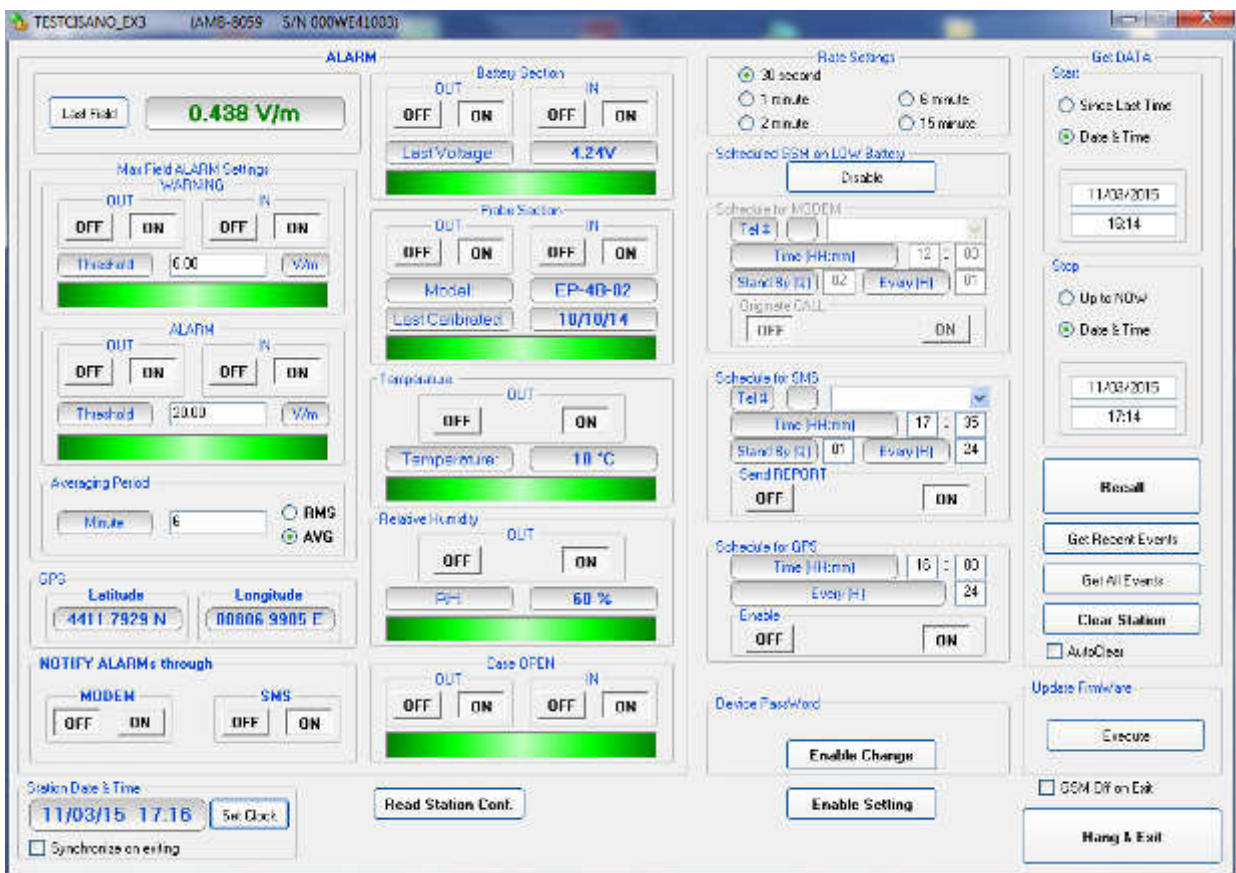 TESTCISANO_EX3 (AMB-8059 S/N 000WE41003)
ALARM
Last Field 0.438 V/m
Max Field ALARM Settings
WARNING
OUT IN
OFF ON OFF ON
Threshold 6.00 V/m
ALARM
OUT IN
OFF ON OFF ON
Threshold 20.00 V/m
Averaging Period
Minute 6
RMS
AVG
GPS
Latitude Longitude
4411.7929 N 00806.9905 E
NOTIFY ALARMs through
MODEM SMS
OFF ON OFF ON
Station Date & Time
11/03/15 17.16 Set Clock
Synchronize on exiting
Battery Section
OUT IN
OFF ON OFF ON
Last Voltage 4.24V
Probe Section
OUT IN
OFF ON OFF ON
Model: EP-4B-02
Last Calibrated: 10/10/14
Temperature
OUT
OFF ON
Temperature: 10 °C
Relative Humidity
OUT
OFF ON
RH: 60 %
Case OPEN
OUT IN
OFF ON OFF ON
Read Station Conf.
Rate Settings
30 second
1 minute 6 minute
2 minute 15 minute
Scheduled GSM on LOW Battery
Disable
Schedule for MODEM
Tel #
Time (HH:mm) 12 : 00
Stand By (Q) 02 Every (H) 01
Originate CALL
OFF ON
Schedule for SMS
Tel #
Time (HH:mm) 17 : 35
Stand By (Q) 01 Every (H) 24
Send REPORT
OFF ON
Schedule for GPS
Time (HH:mm) 16 : 00
Every (H) 24
Enable
OFF ON
Device PassWord
Enable Change
Enable Setting
Get DATA
Start
Since Last Time
Date & Time
11/03/2015
16:14
Stop
Up to NOW
Date & Time
11/03/2015
17:14
Recall
Get Recent Events
Get All Events
Clear Station
AutoClear
Update FirmWare
Execute
GSM Off on Exit
Hang & Exit